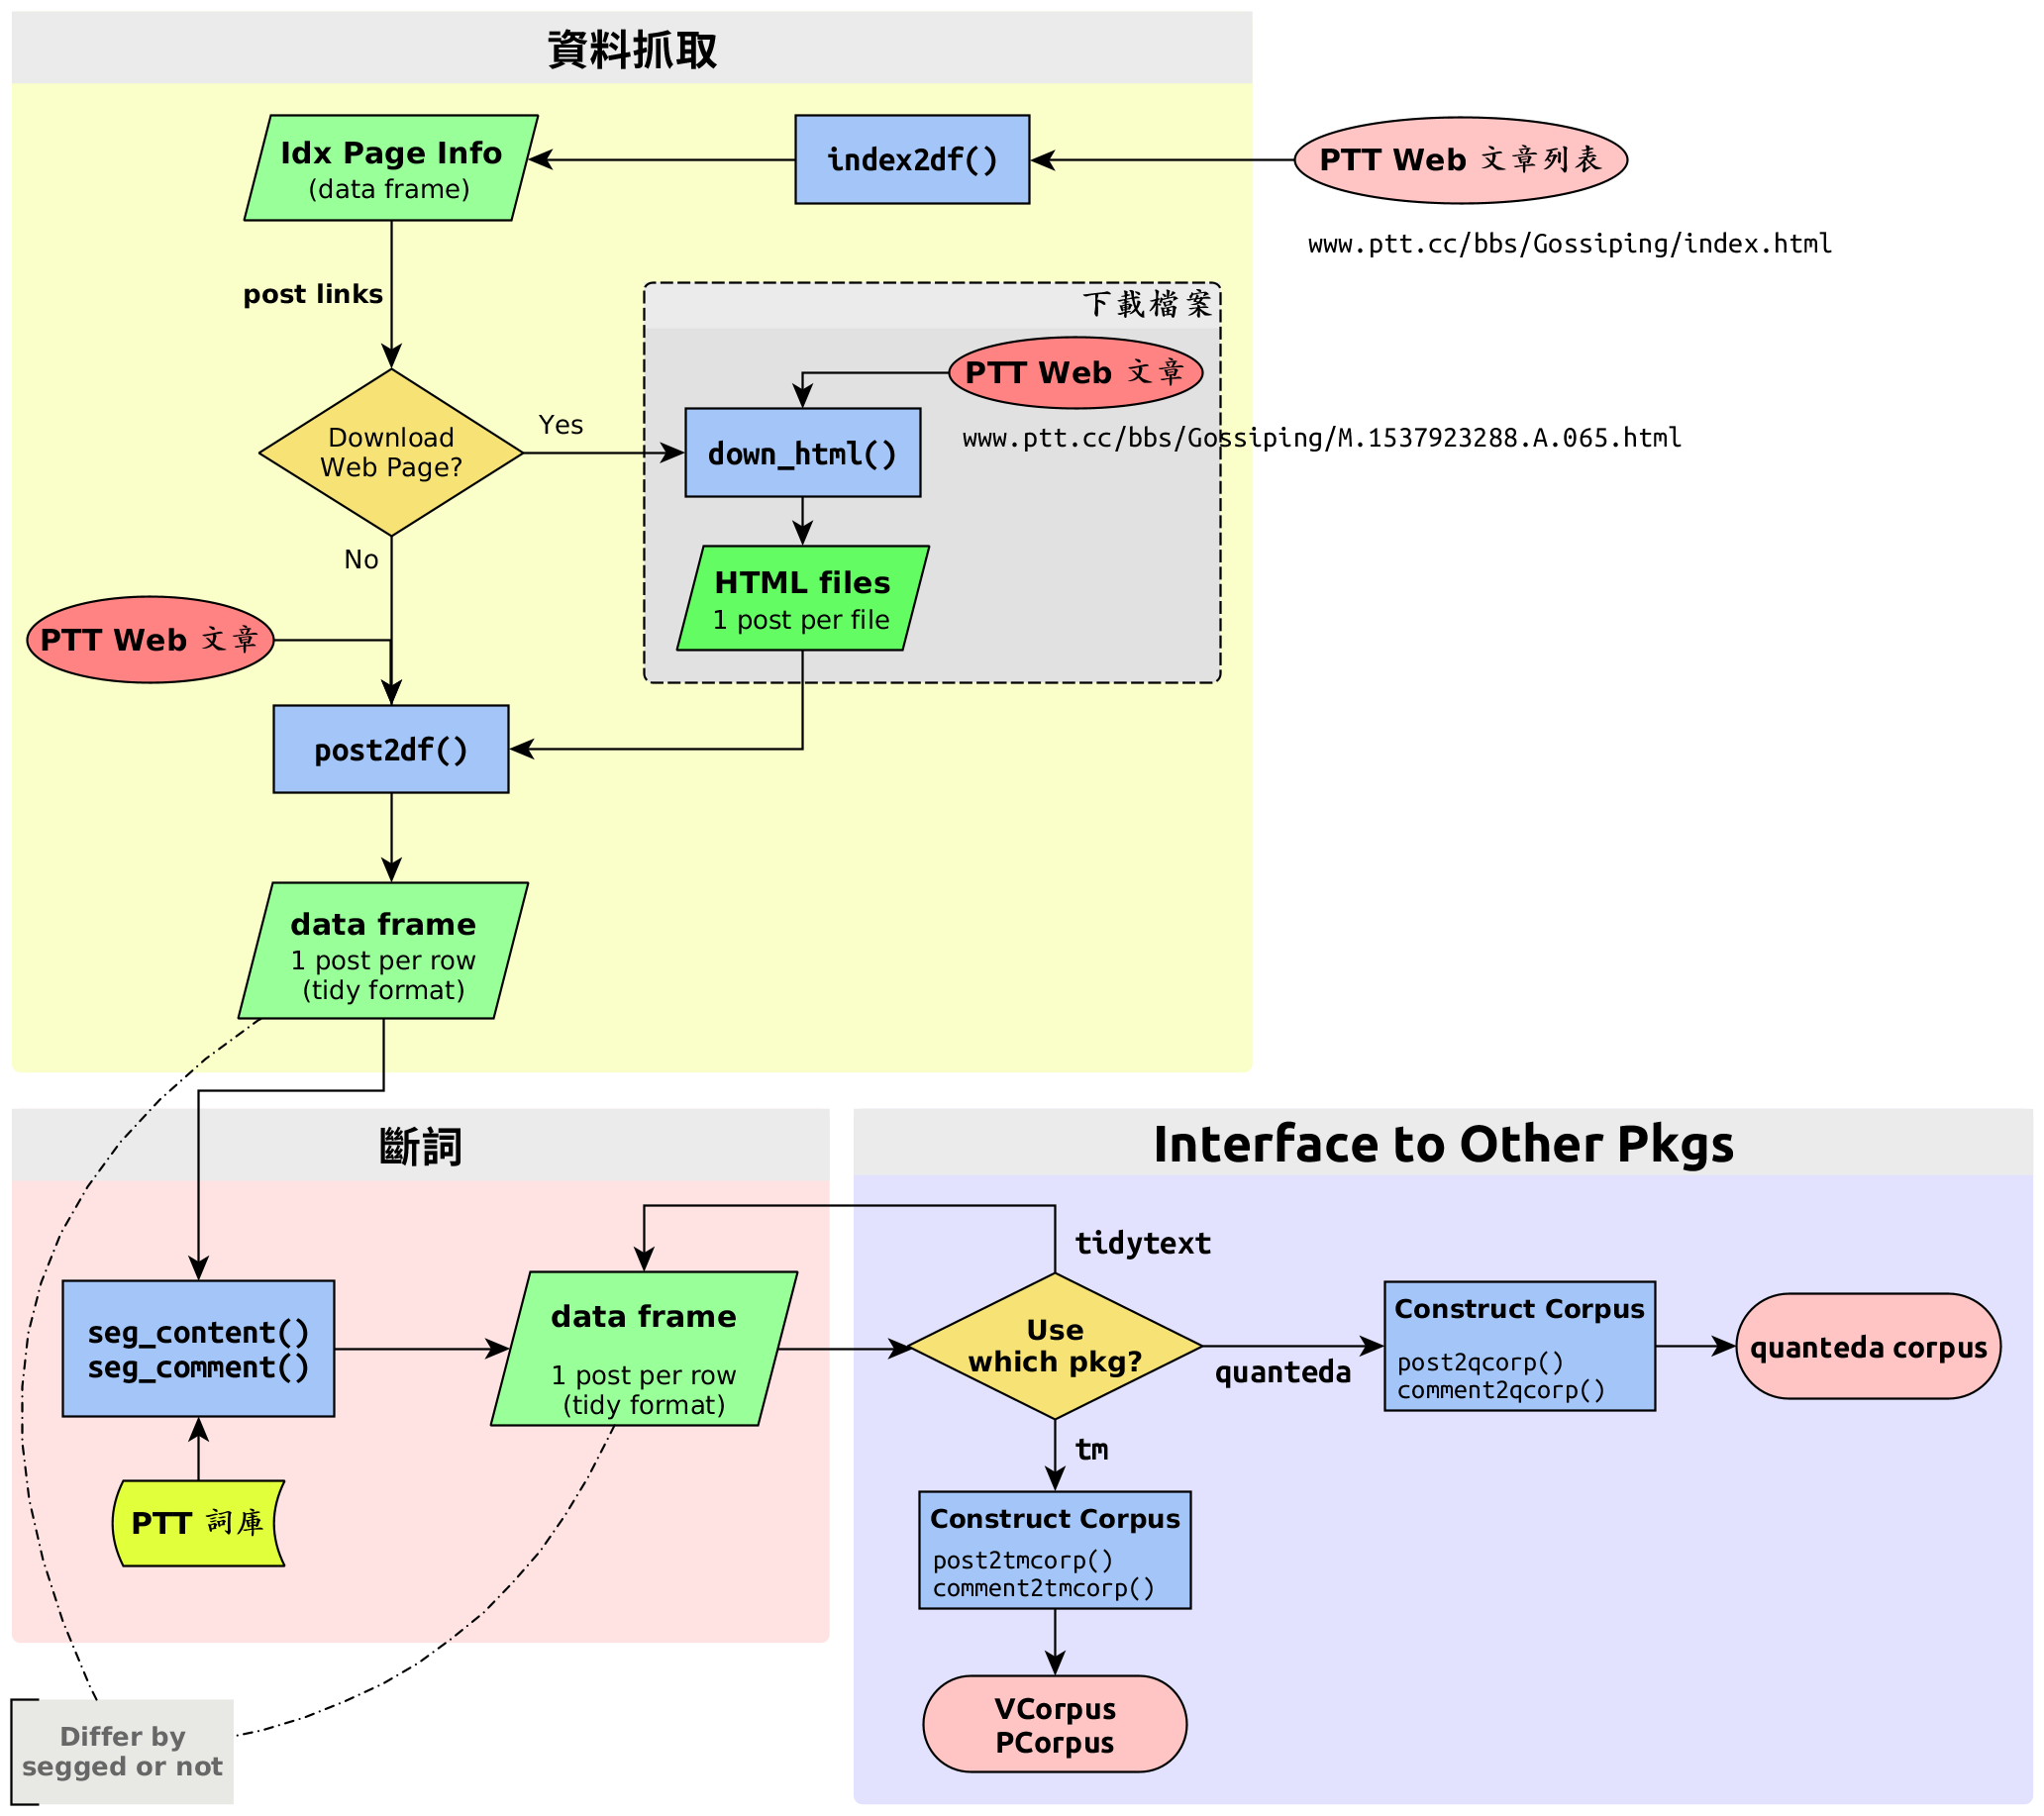 資料抓取
Idx Page Info
(data frame)
index2df()
PTT Web 文章列表
www.ptt.cc/bbs/Gossiping/index.html
post links
下載檔案
PTT Web 文章
Download
Web Page?
Yes
down_html()
www.ptt.cc/bbs/Gossiping/M.1537923288.A.065.html
No
HTML files
1 post per file
PTT Web 文章
post2df()
data frame
1 post per row
(tidy format)
斷詞
seg_content()
seg_comment()
data frame
1 post per row
(tidy format)
PTT 詞庫
Differ by
segged or not
Interface to Other Pkgs
tidytext
Use
which pkg?
quanteda
Construct Corpus
post2qcorp()
comment2qcorp()
quanteda corpus
tm
Construct Corpus
post2tmcorp()
comment2tmcorp()
VCorpus
PCorpus